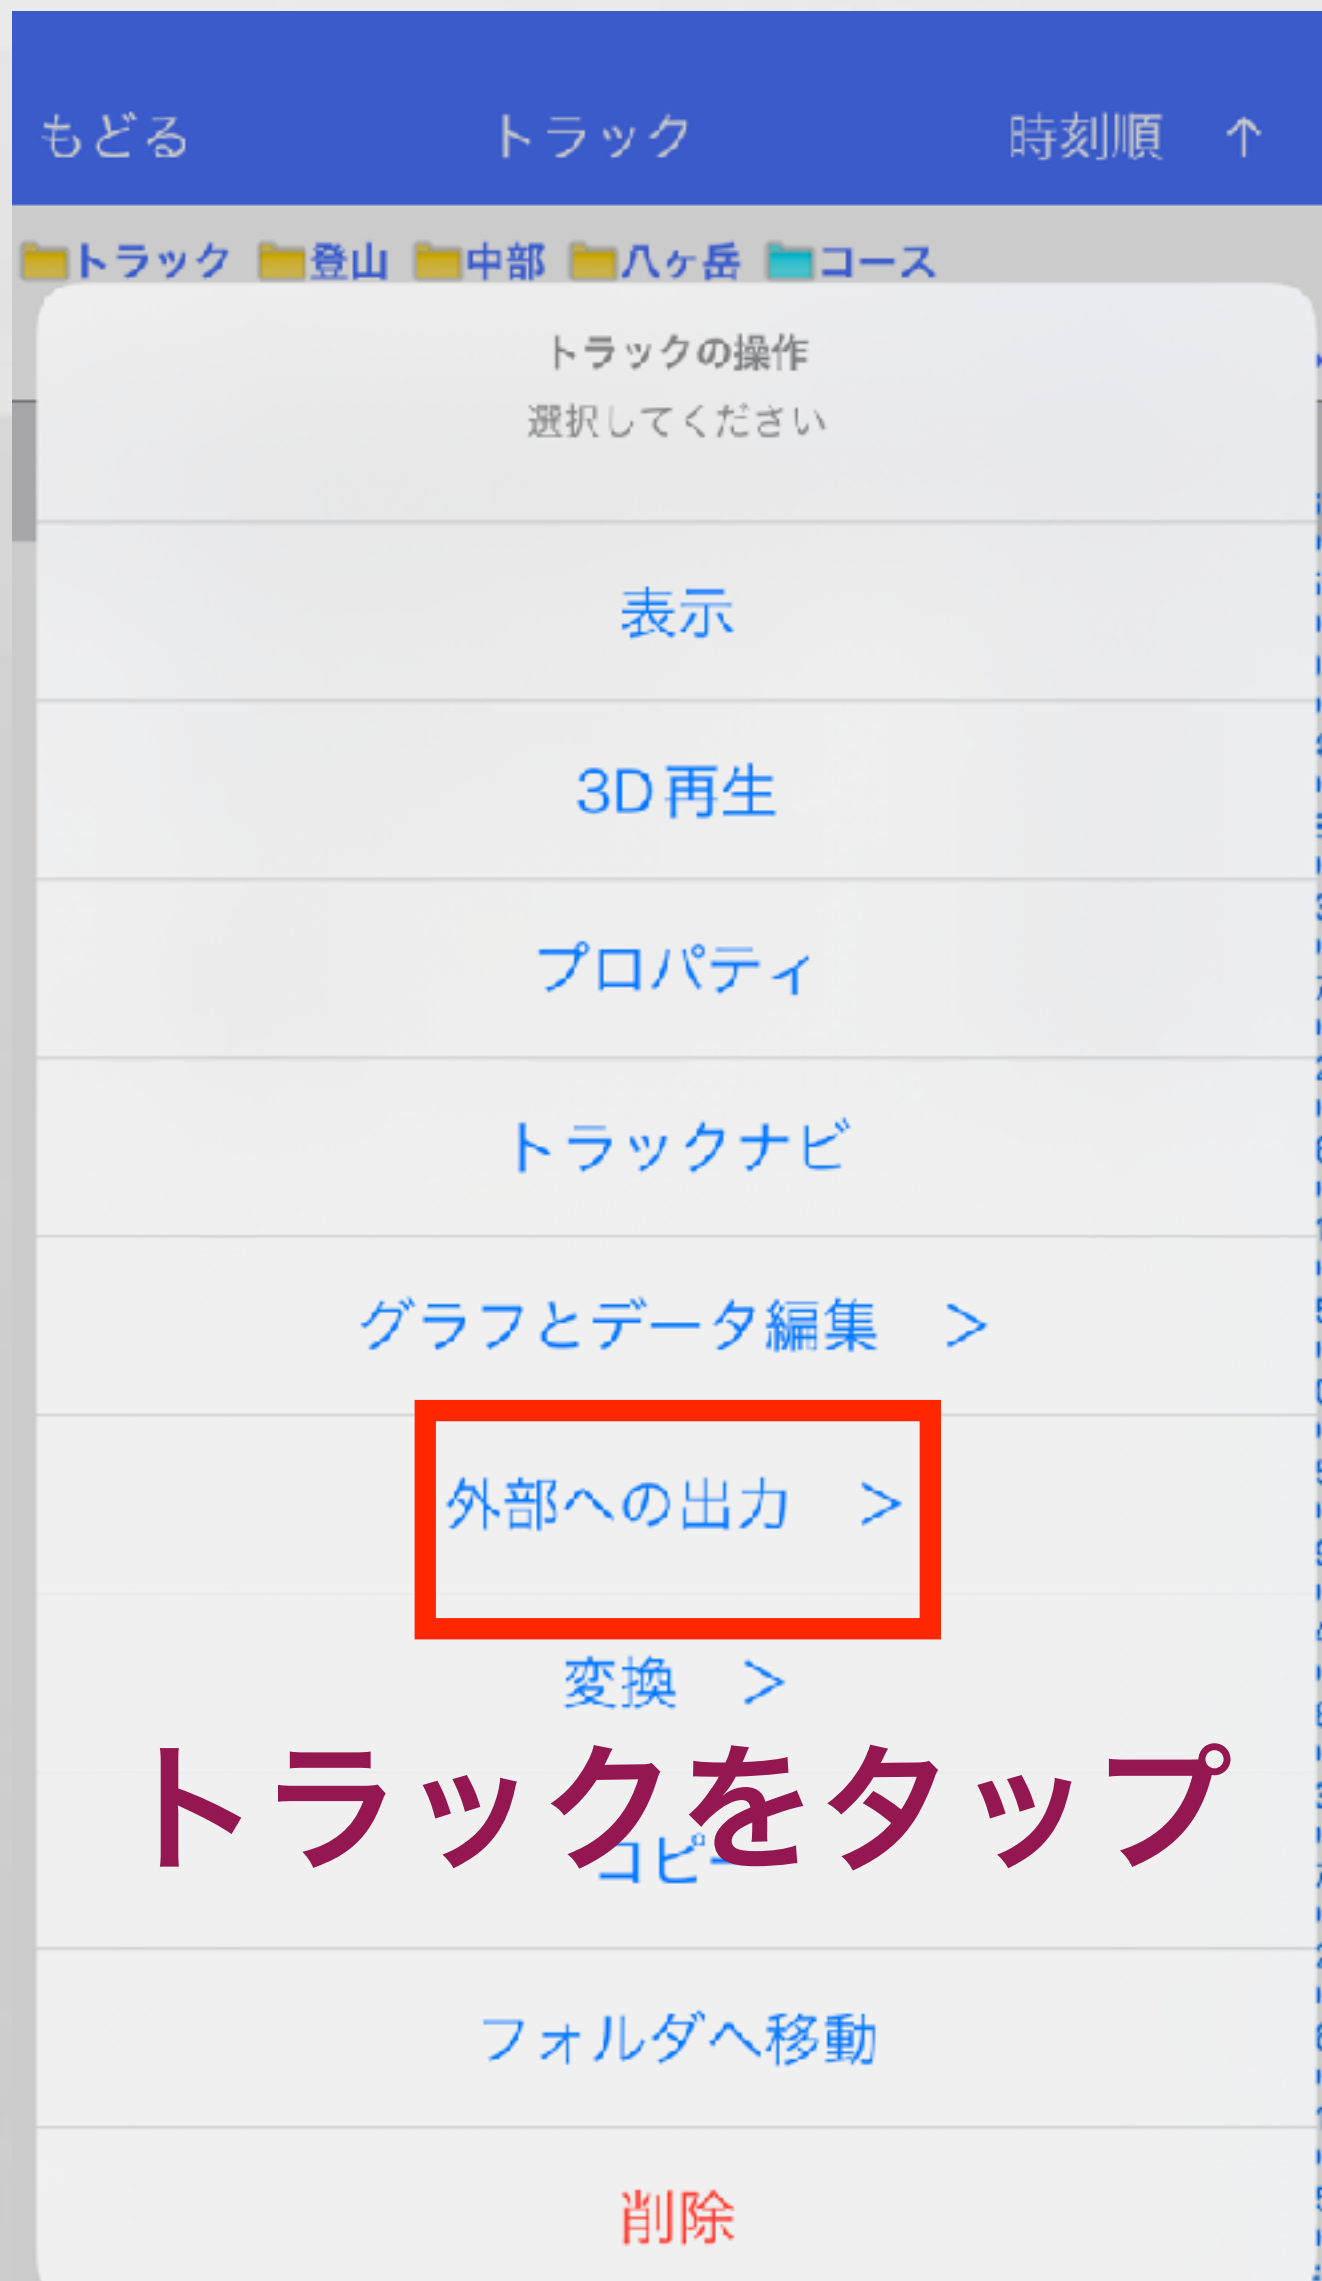 もどる トラック 時刻順 ↑
トラック 登山 中部 八ヶ岳 コース
トラックの操作
選択してください
表示
3D再生
プロパティ
トラックナビ
グラフとデータ編集 >
外部への出力 >
変換 >
トラックをタップ
コピー
フォルダへ移動
削除